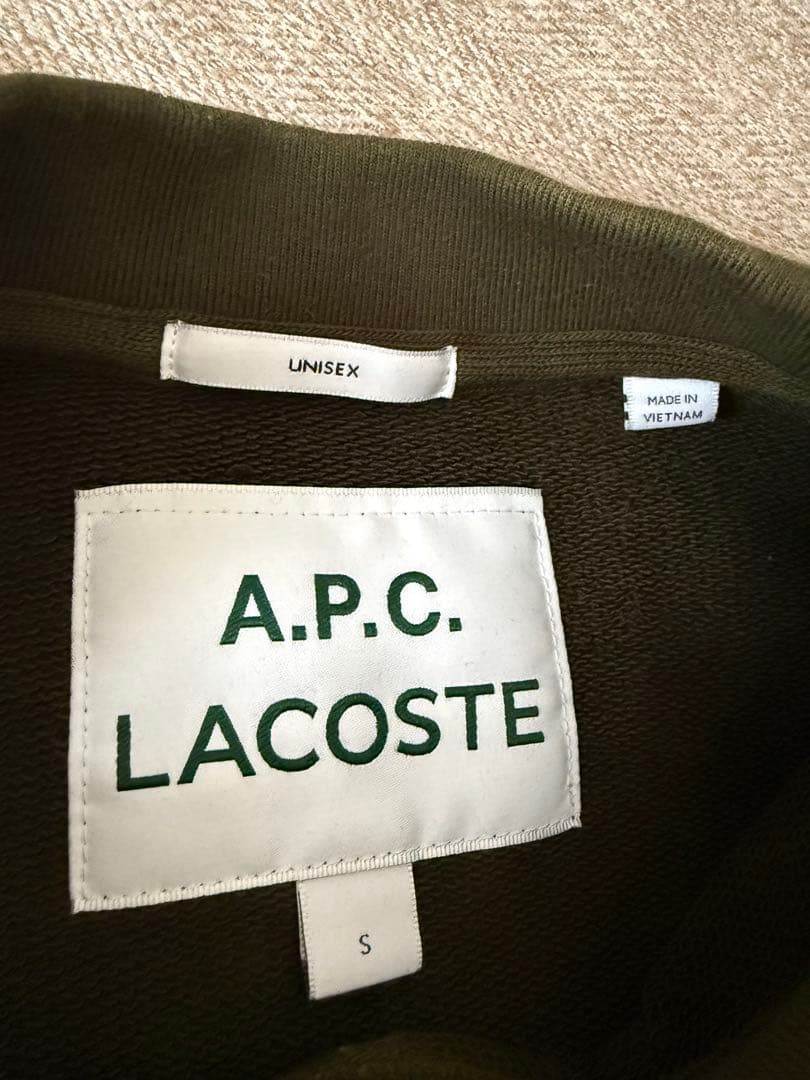 UNISEX
MADE IN
VIETNAM
A.P.C.
LACOSTE
S